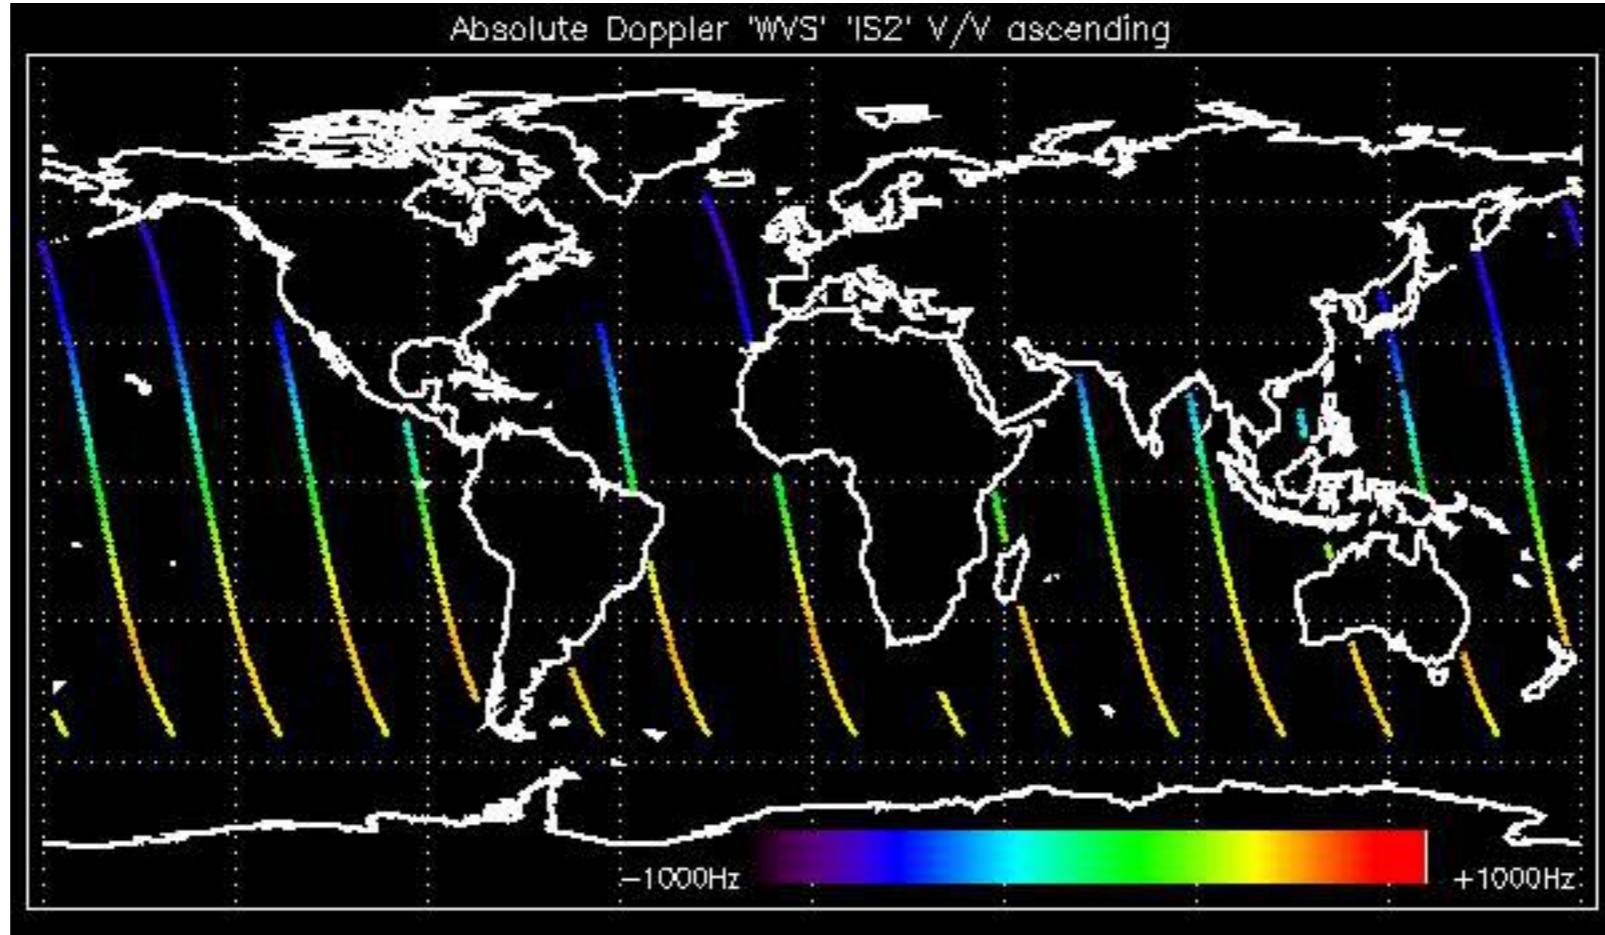 Absolute Doppler 'WVS' 'IS2' V/V ascending
−1000Hz
+1000Hz